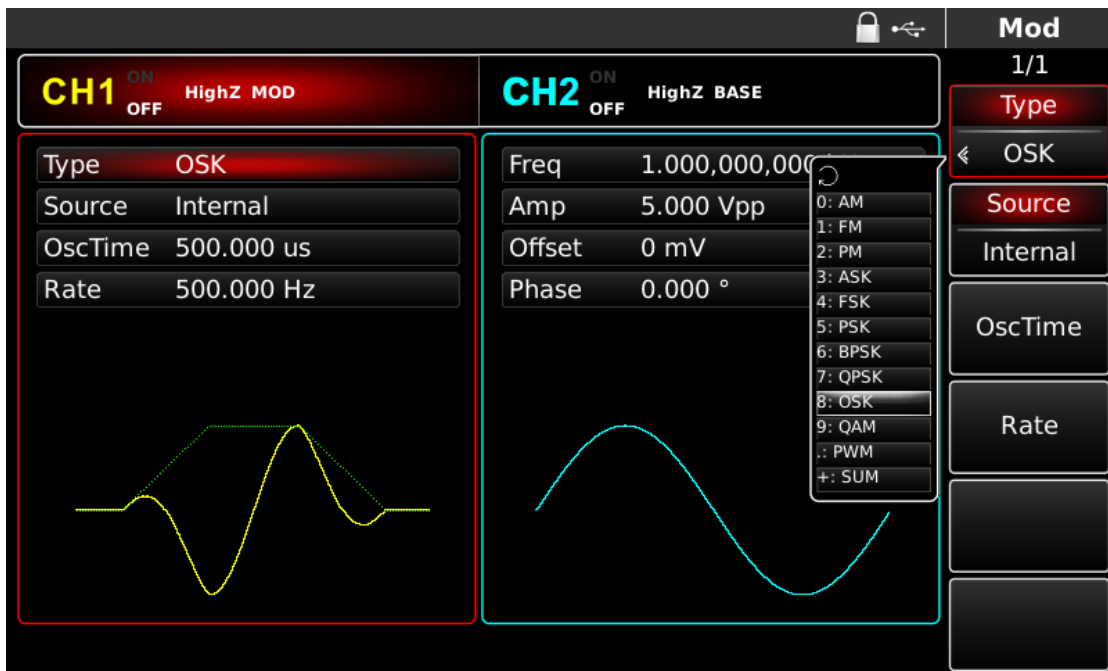 Mod
1/1
CH1 ON OFF HighZ MOD
CH2 ON OFF HighZ BASE
Type OSK
Source Internal
OscTime 500.000 us
Rate 500.000 Hz
Freq 1.000,000,000
Amp 5.000 Vpp
Offset 0 mV
Phase 0.000 °
0: AM
1: FM
2: PM
3: ASK
4: FSK
5: PSK
6: BPSK
7: QPSK
8: OSK
9: QAM
.: PWM
+: SUM
Type
OSK
Source
Internal
OscTime
Rate